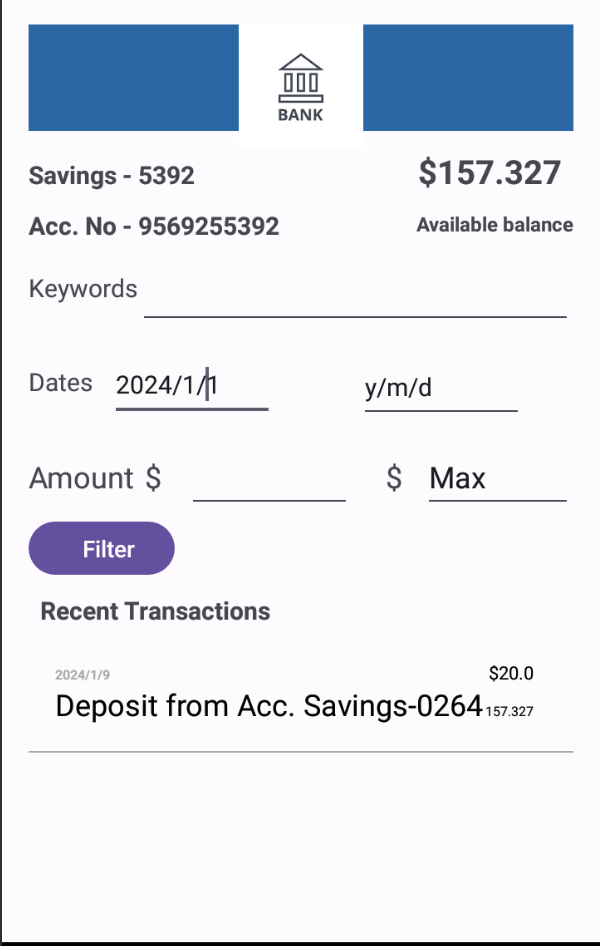 BANK
Savings - 5392 $157.327
Acc. No - 9569255392 Available balance
Keywords
Dates 2024/1/1 y/m/d
Amount $ $ Max
Filter
Recent Transactions
2024/1/9 $20.0
Deposit from Acc. Savings-0264 157.327